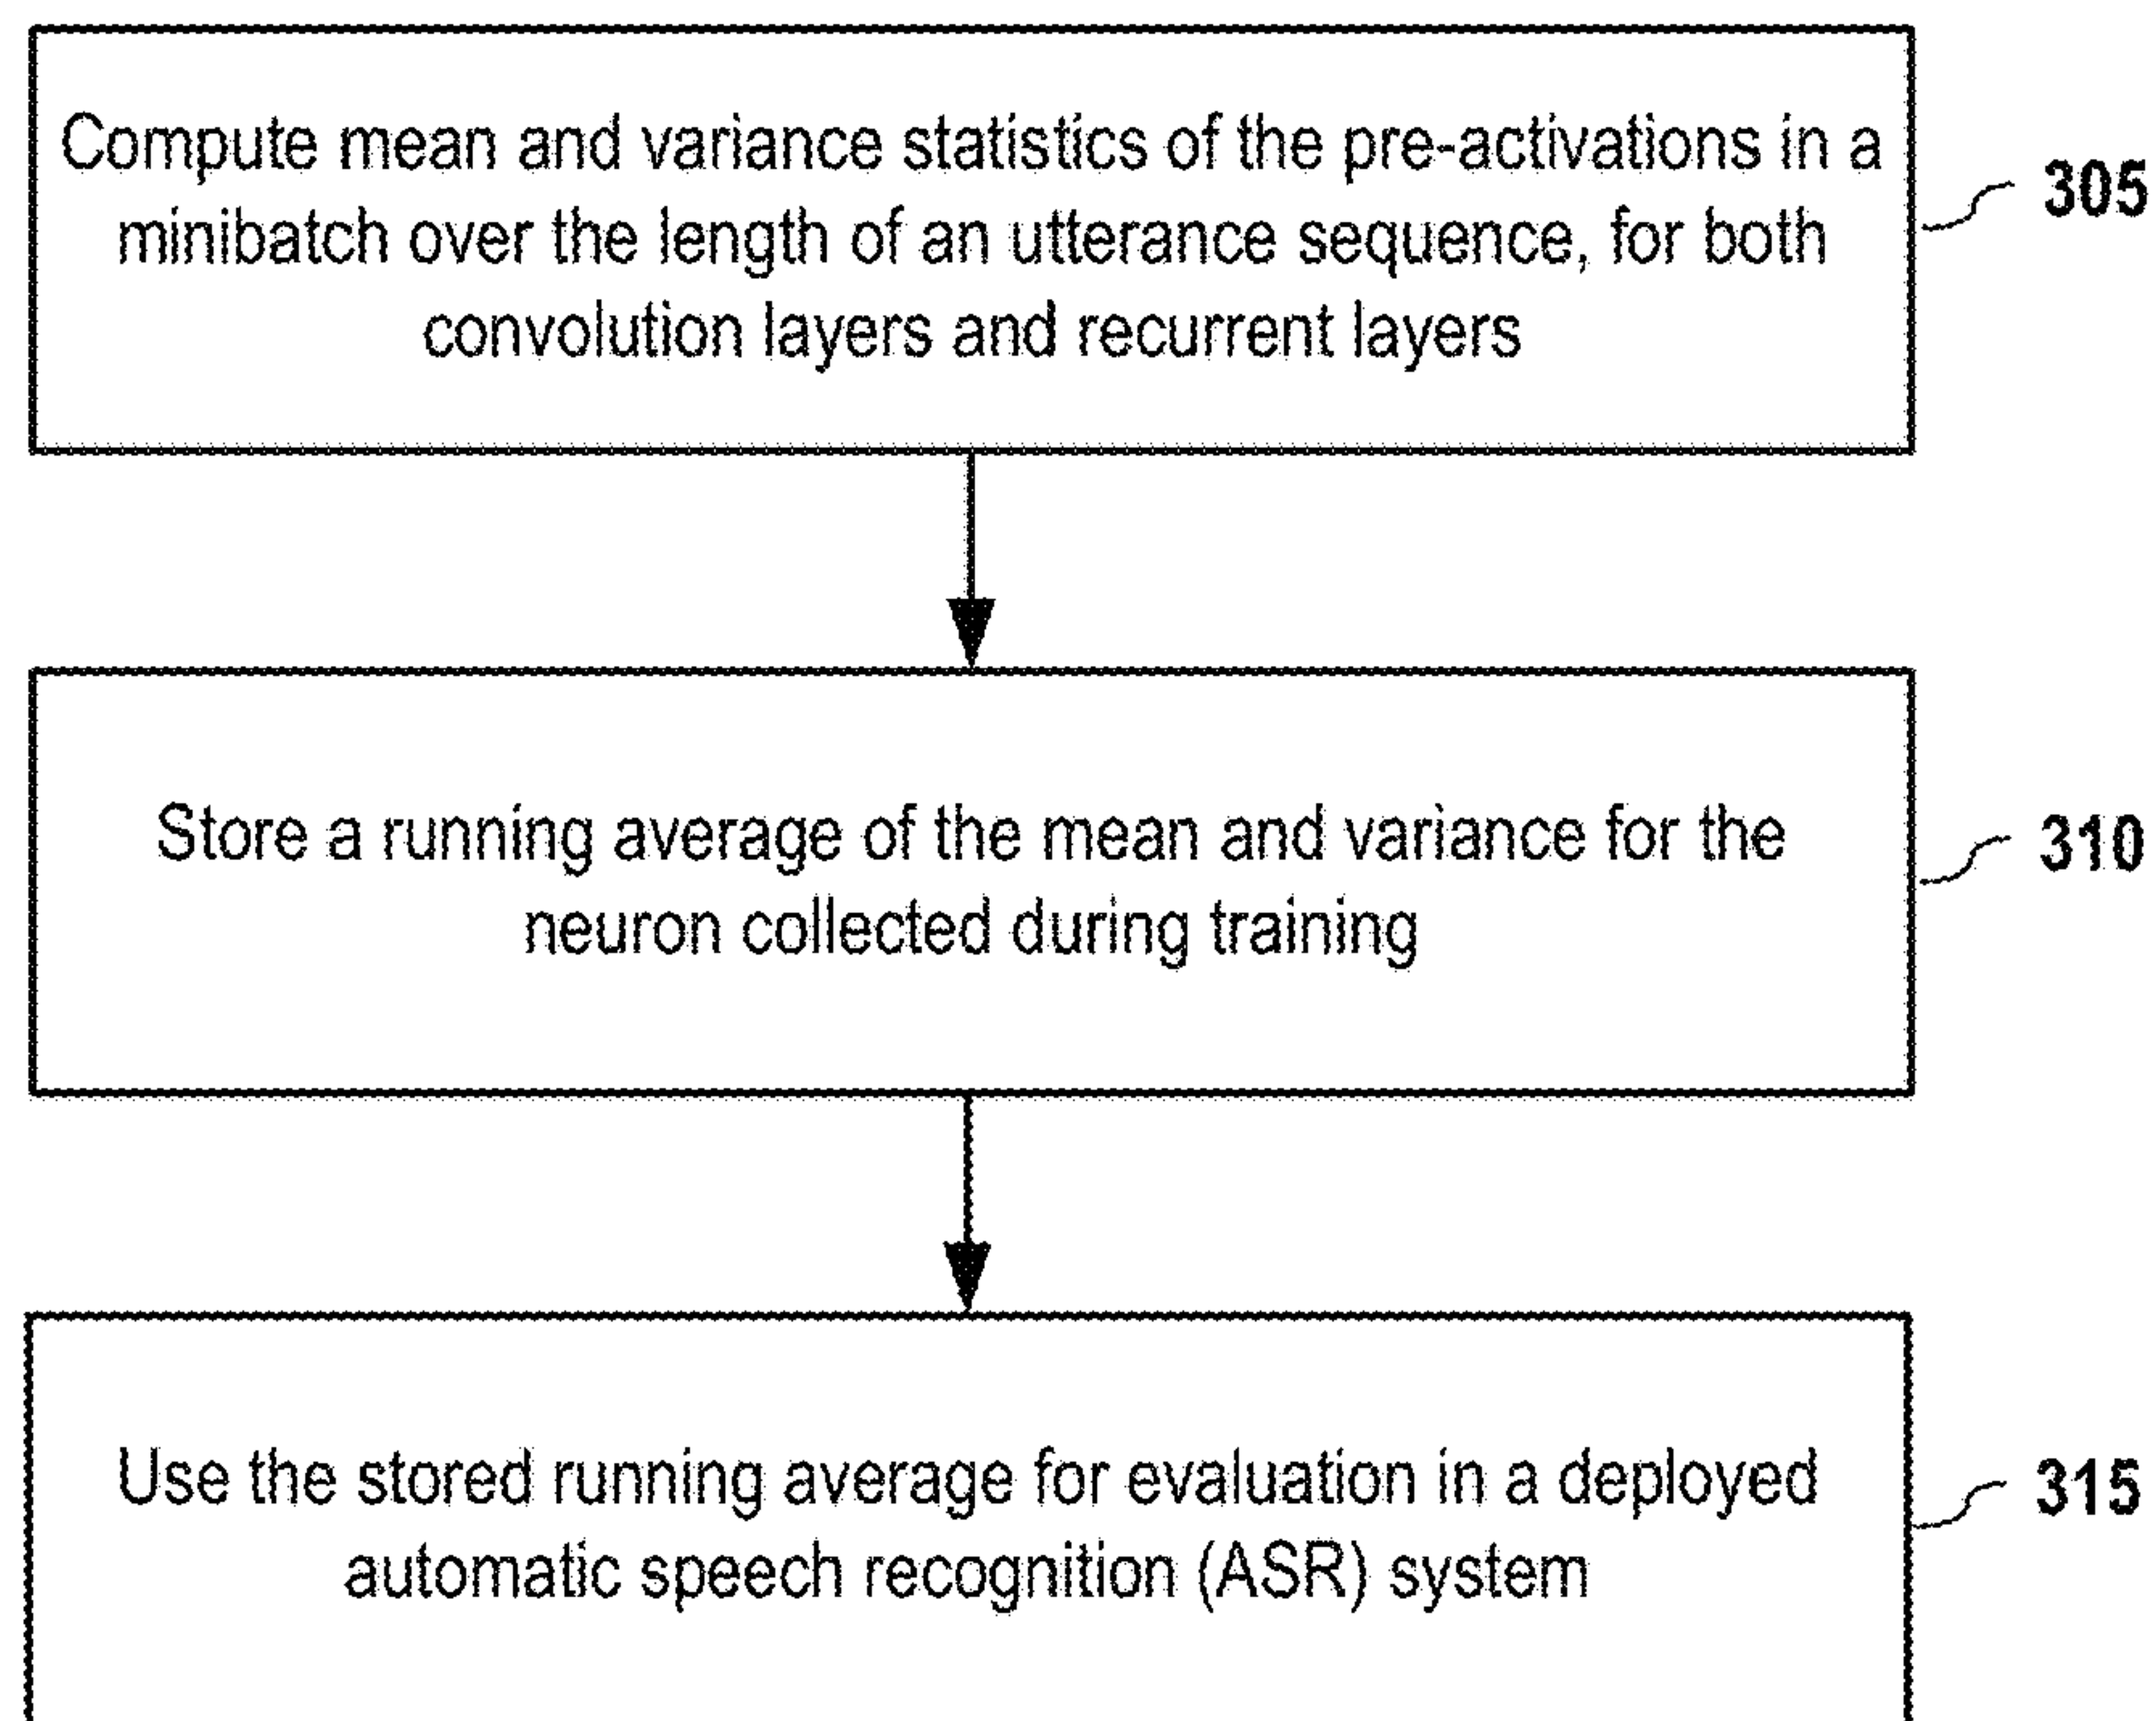 Compute mean and variance statistics of the pre-activations in a
minibatch over the length of an utterance sequence, for both
convolution layers and recurrent layers
305
Store a running average of the mean and variance for the
neuron collected during training
310
Use the stored running average for evaluation in a deployed
automatic speech recognition (ASR) system
315